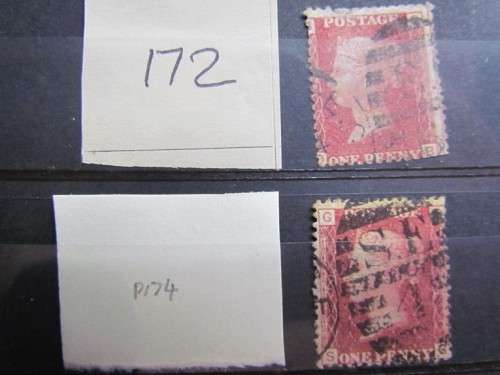 172
POSTAGE
ONE PENNY
P174
G
S ONE PENNY G